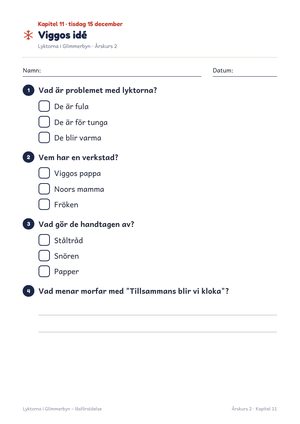 Kapitel 11 · tisdag 15 december
Viggos idé
Lyktorna i Glimmerbyn · Årskurs 2
Namn:
Datum:
1 Vad är problemet med lyktorna?
De är fula
De är för tunga
De blir varma
2 Vem har en verkstad?
Viggos pappa
Noors mamma
Fröken
3 Vad gör de handtagen av?
Ståltråd
Snören
Papper
4 Vad menar morfar med "Tillsammans blir vi kloka"?
Lyktorna i Glimmerbyn – läsförståelse
Årskurs 2 · Kapitel 11